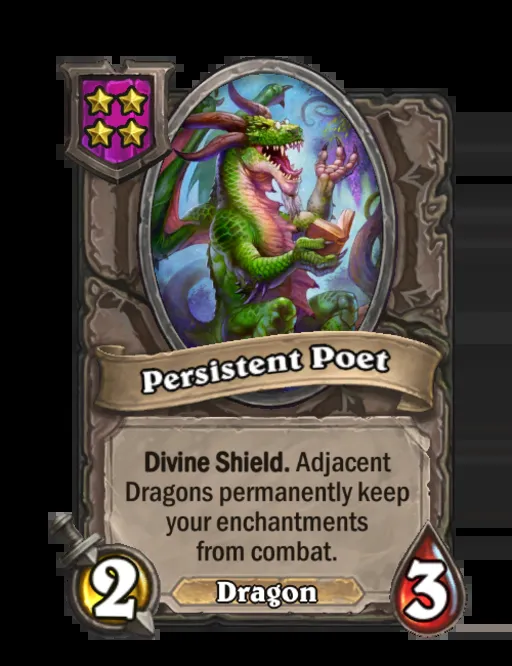 Persistent Poet
Divine Shield. Adjacent
Dragons permanently keep
your enchantments
from combat.
2
Dragon
3